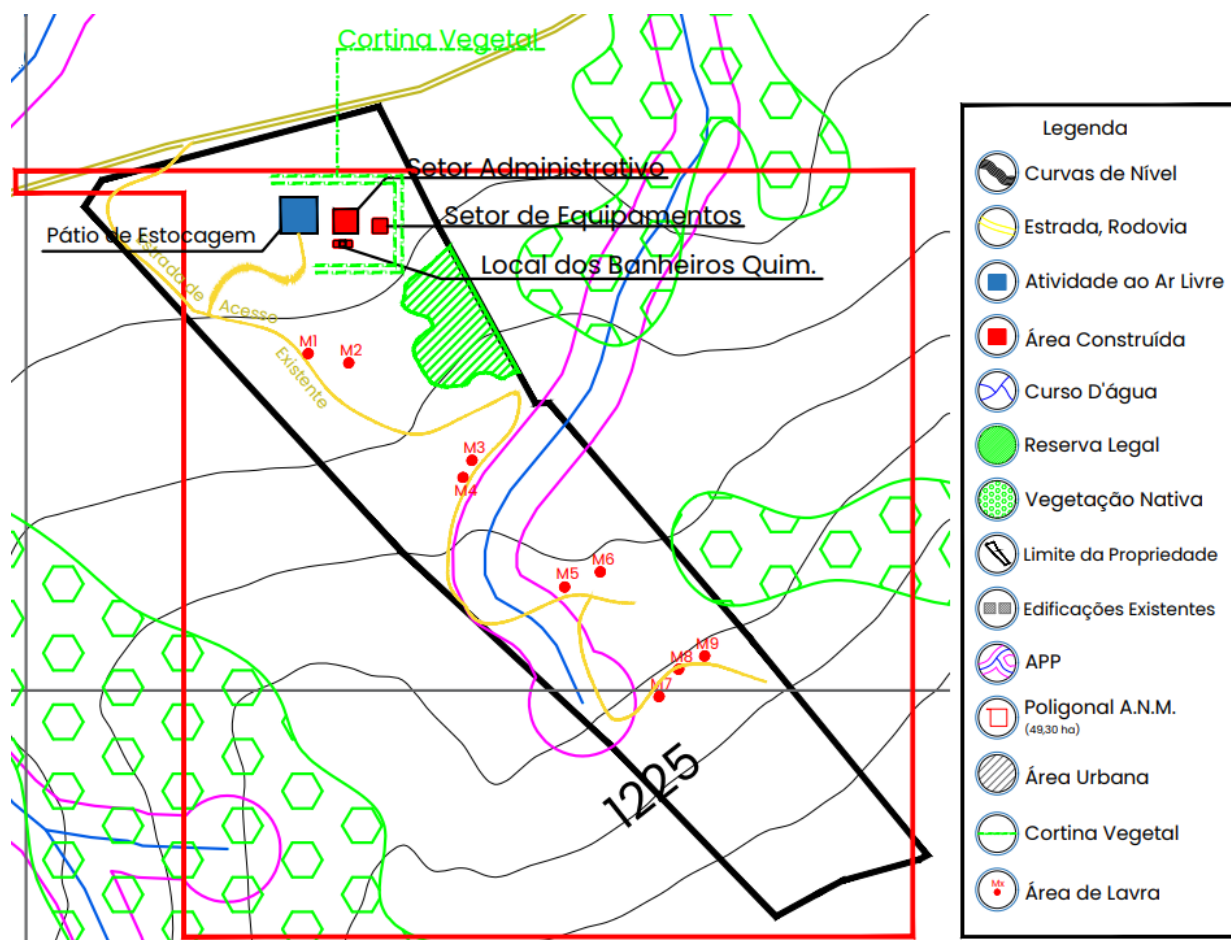 Cortina Vegetal
Setor Administrativo
Setor de Equipamentos
Pátio de Estocagem
Local dos Banheiros Quim.
Estrada de Acesso Existente
M1
M2
M3
M4
M5
M6
M7
M8
M9
1225
Legenda
Curvas de Nível
Estrada, Rodovia
Atividade ao Ar Livre
Área Construída
Curso D'água
Reserva Legal
Vegetação Nativa
Limite da Propriedade
Edificações Existentes
APP
Poligonal A.N.M.
(49,30 ha)
Área Urbana
Cortina Vegetal
Mx
Área de Lavra